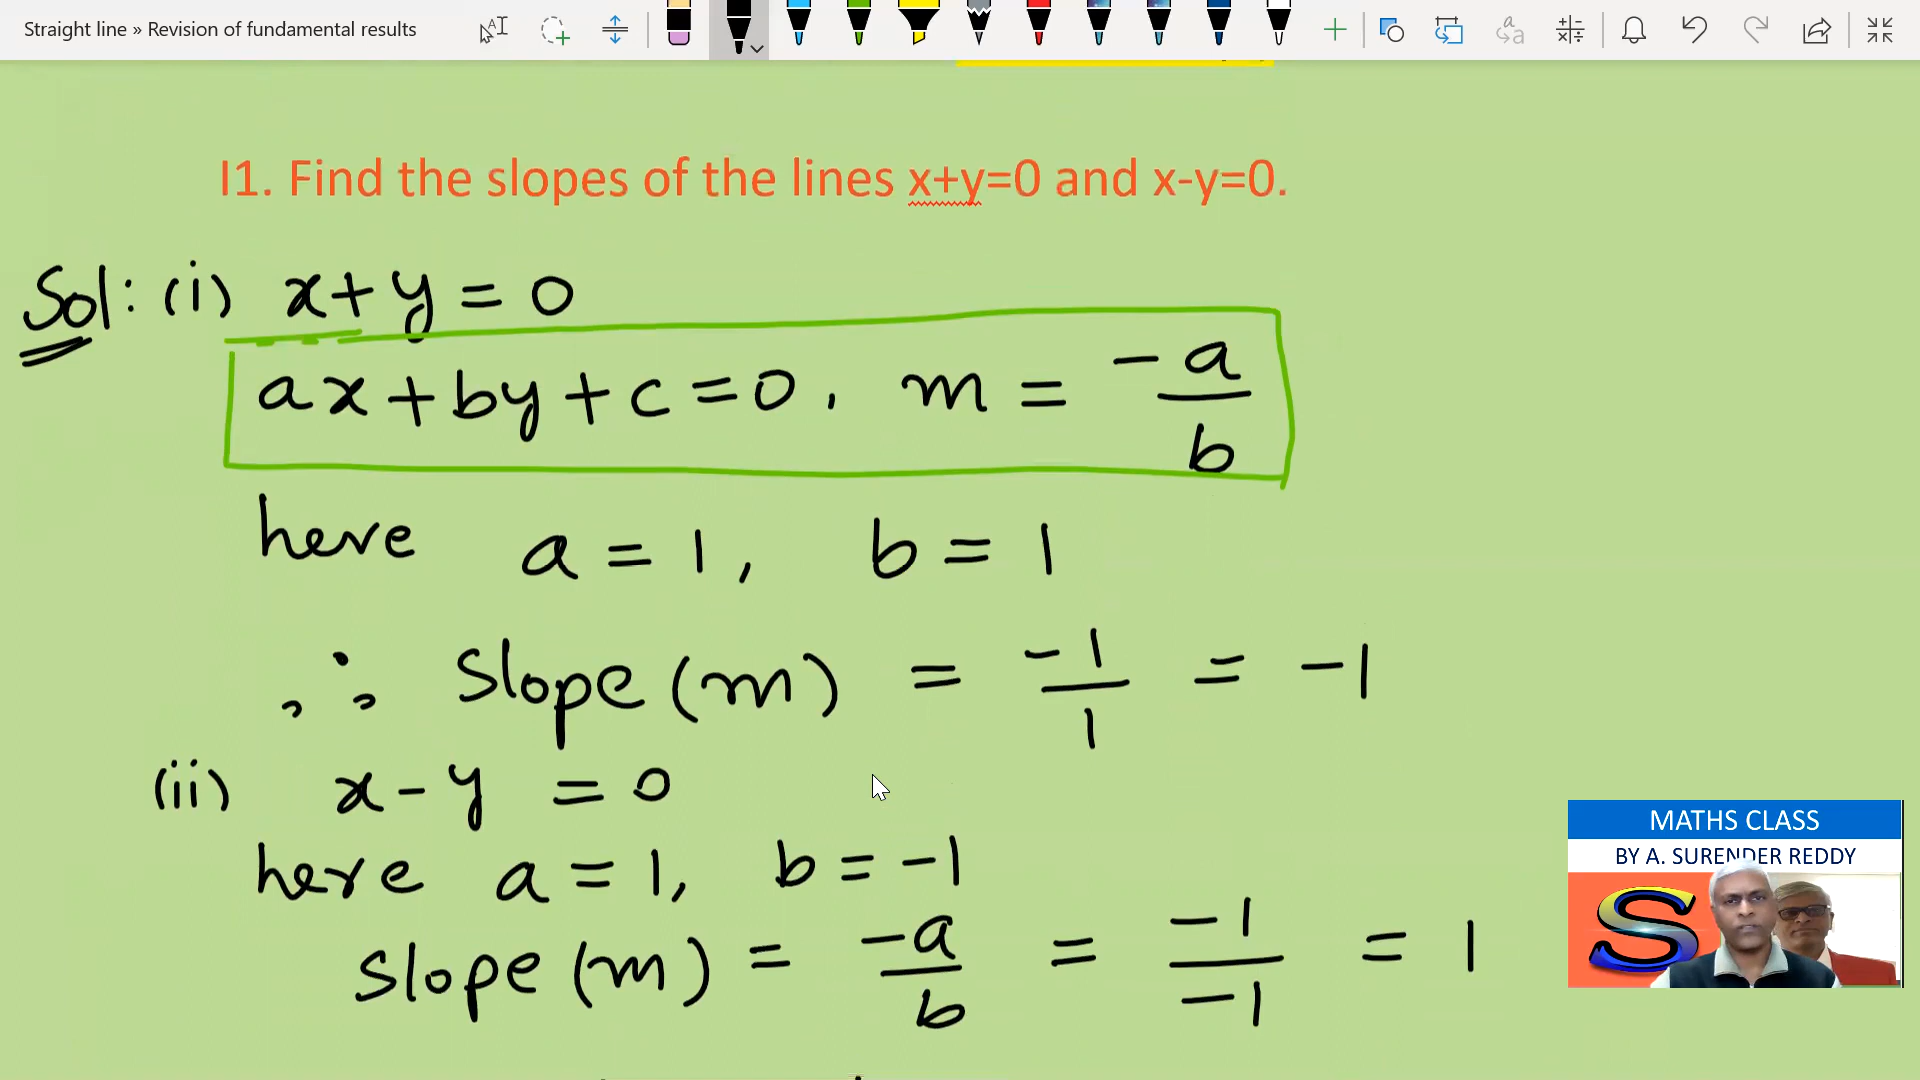 Straight line » Revision of fundamental results
I1. Find the slopes of the lines x+y=0 and x-y=0.
Sol: (i) x+y=0
ax+by+c=0, m = -a/b
here a=1, b=1
∴ Slope (m) = -1/1 = -1
(ii) x-y =0
here a=1, b=-1
slope (m) = -a/b = -1/-1 = 1
MATHS CLASS
BY A. SURENDER REDDY
S